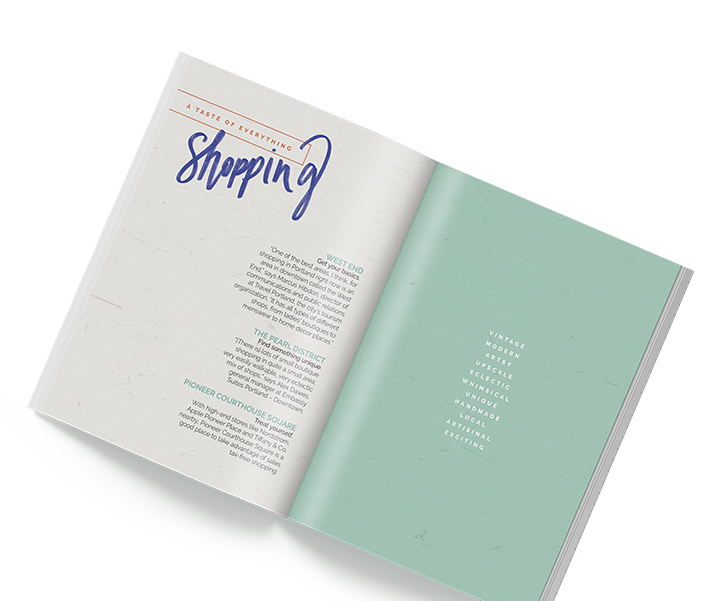 A TASTE OF EVERYTHING
Shopping
WEST END
Get your basics.
"One of the best areas, I think, for
shopping in Portland right now is an
area in downtown called the West
End," says Marcus Hibdon, director of
communications and public relations
at Travel Portland, the city's tourism
organization. "It has all types of different
shops, from ladies' boutiques to
menswear to home decor places."
THE PEARL DISTRICT
Find something unique.
"[There is] lots of small boutique
shopping in quite a small area;
very easily walkable, very eclectic
mix of shops," says Alex Dawes,
general manager at Embassy
Suites Portland – Downtown.
PIONEER COURTHOUSE SQUARE
Treat yourself.
With high-end stores like Nordstrom,
Apple Pioneer Place and Tiffany & Co
nearby, Pioneer Courthouse Square is a
good place to take advantage of sales
tax-free shopping.
VINTAGE
MODERN
ARTSY
UPSCALE
ECLECTIC
WHIMSICAL
UNIQUE
HANDMADE
LOCAL
ARTISINAL
EXCITING